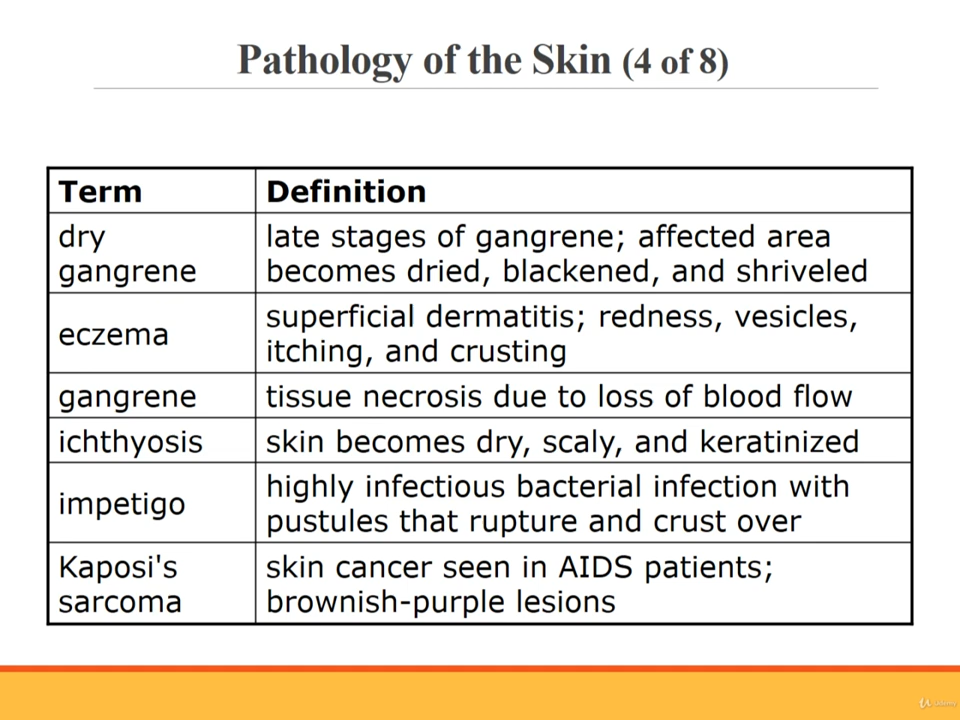 Pathology of the Skin (4 of 8)
Term
Definition
dry
gangrene
late stages of gangrene; affected area
becomes dried, blackened, and shriveled
eczema
superficial dermatitis; redness, vesicles,
itching, and crusting
gangrene
tissue necrosis due to loss of blood flow
ichthyosis
skin becomes dry, scaly, and keratinized
impetigo
highly infectious bacterial infection with
pustules that rupture and crust over
Kaposi's
sarcoma
skin cancer seen in AIDS patients;
brownish-purple lesions
Udemy